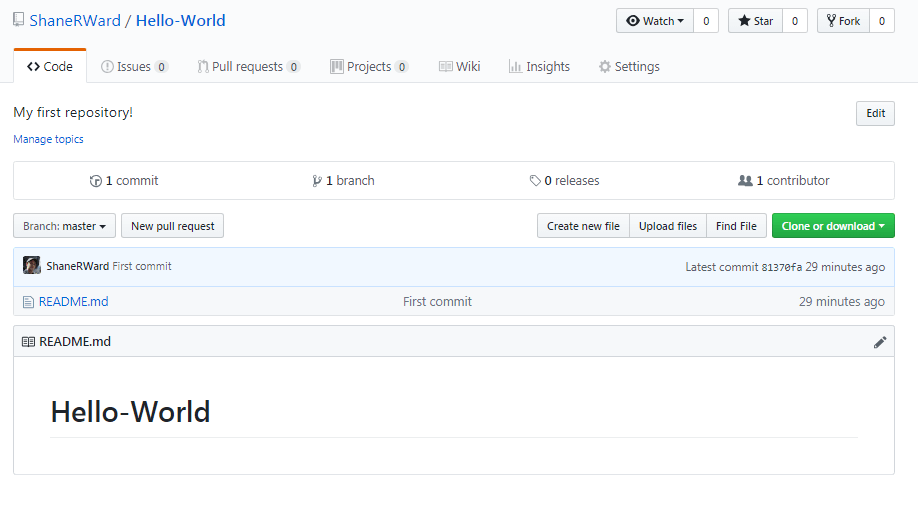 ShaneRWard / Hello-World Watch 0 Star 0 Fork 0
Code Issues 0 Pull requests 0 Projects 0 Wiki Insights Settings
My first repository! Edit
Manage topics
1 commit 1 branch 0 releases 1 contributor
Branch: master New pull request Create new file Upload files Find File Clone or download
ShaneRWard First commit Latest commit 81370fa 29 minutes ago
README.md First commit 29 minutes ago
README.md
Hello-World